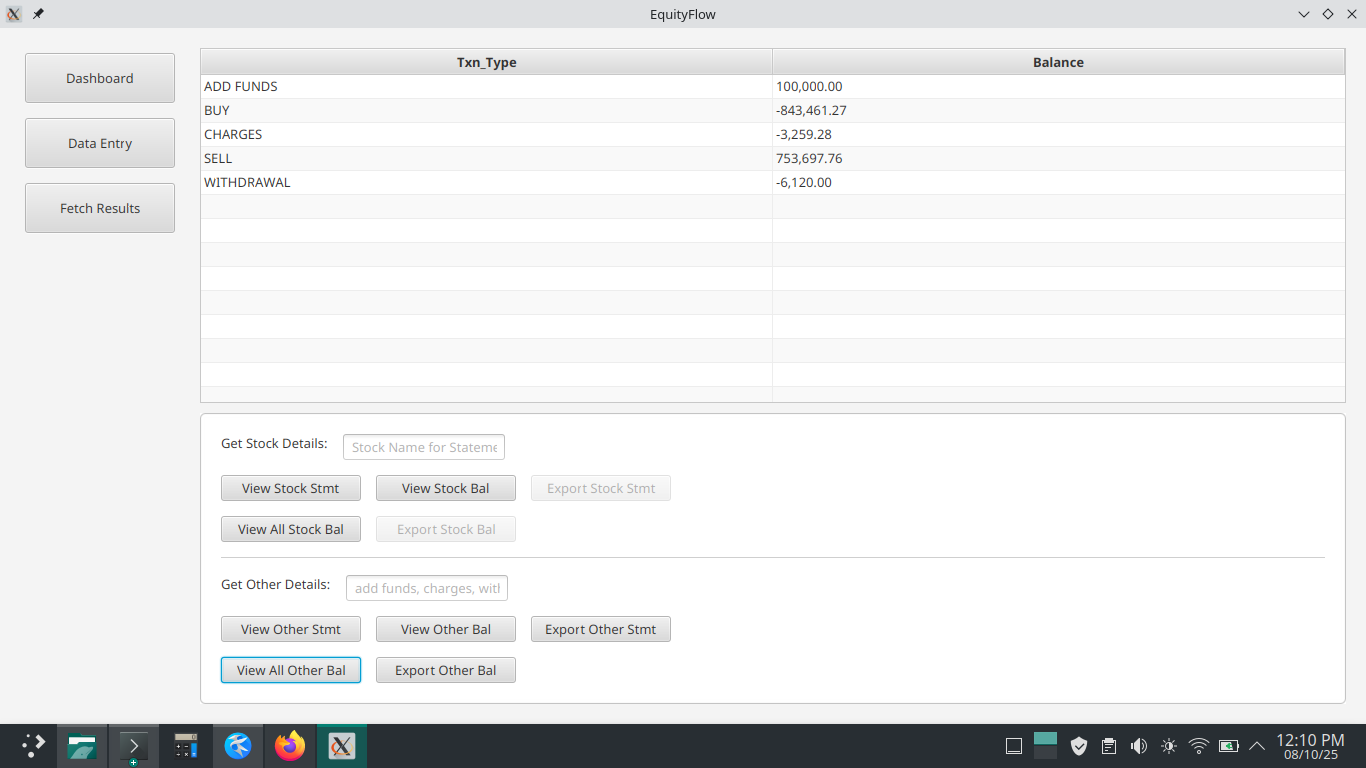 EquityFlow
Dashboard
Data Entry
Fetch Results
Txn_Type Balance
ADD FUNDS 100,000.00
BUY -843,461.27
CHARGES -3,259.28
SELL 753,697.76
WITHDRAWAL -6,120.00
Get Stock Details: Stock Name for Stateme
View Stock Stmt View Stock Bal Export Stock Stmt
View All Stock Bal Export Stock Bal
Get Other Details: add funds, charges, with
View Other Stmt View Other Bal Export Other Stmt
View All Other Bal Export Other Bal
12:10 PM
08/10/25